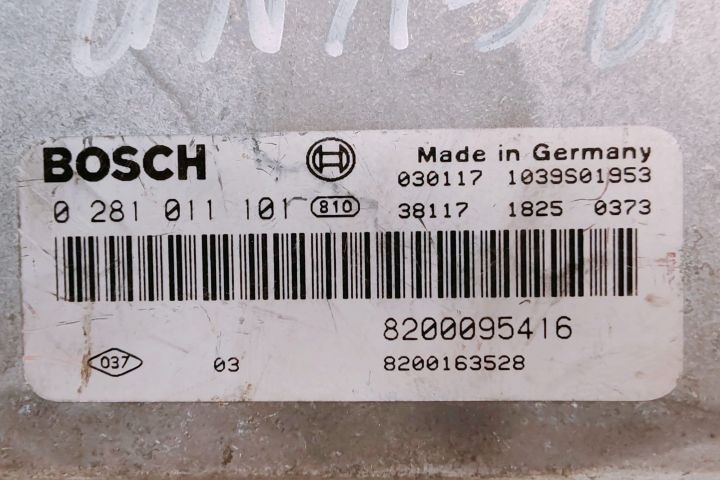 BOSCH
Made in Germany
030117 1039S01953
0 281 011 101 810
38117 1825 0373
8200095416
037 03 8200163528